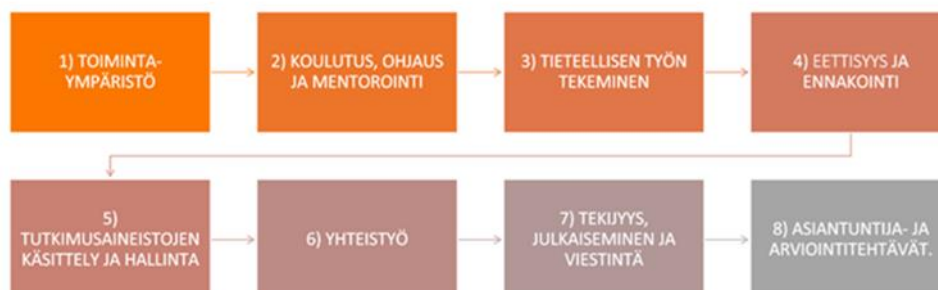 1) TOIMINTA-
YMPÄRISTÖ
2) KOULUTUS, OHJAUS
JA MENTOROINTI
3) TIETEELLISEN TYÖN
TEKEMINEN
4) EETTISYYS JA
ENNAKOINTI
5)
TUTKIMUSAINEISTOJEN
KÄSITTELY JA HALLINTA
6) YHTEISTYÖ
7) TEKIJYYS,
JULKAISEMINEN JA
VIESTINTÄ
8) ASIANTUNTIJA- JA
ARVIOINTITEHTÄVÄT.